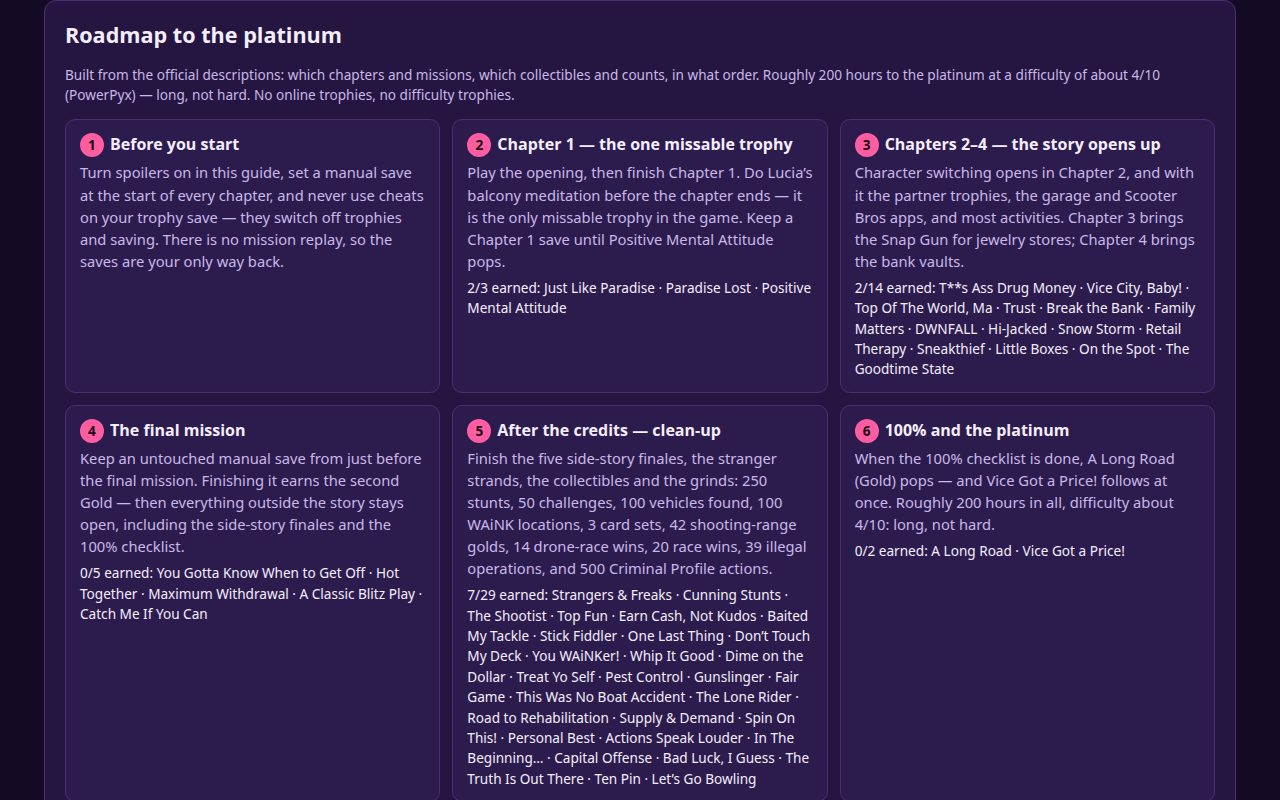 Roadmap to the platinum
Built from the official descriptions: which chapters and missions, which collectibles and counts, in what order. Roughly 200 hours to the platinum at a difficulty of about 4/10
(PowerPyx) — long, not hard. No online trophies, no difficulty trophies.
1 Before you start
Turn spoilers on in this guide, set a manual save
at the start of every chapter, and never use cheats
on your trophy save — they switch off trophies
and saving. There is no mission replay, so the
saves are your only way back.
2 Chapter 1 — the one missable trophy
Play the opening, then finish Chapter 1. Do Lucia’s
balcony meditation before the chapter ends — it
is the only missable trophy in the game. Keep a
Chapter 1 save until Positive Mental Attitude
pops.
2/3 earned: Just Like Paradise · Paradise Lost · Positive
Mental Attitude
3 Chapters 2–4 — the story opens up
Character switching opens in Chapter 2, and with
it the partner trophies, the garage and Scooter
Bros apps, and most activities. Chapter 3 brings
the Snap Gun for jewelry stores; Chapter 4 brings
the bank vaults.
2/14 earned: T**s Ass Drug Money · Vice City, Baby! ·
Top Of The World, Ma · Trust · Break the Bank · Family
Matters · DWNFALL · Hi-Jacked · Snow Storm · Retail
Therapy · Sneakthief · Little Boxes · On the Spot · The
Goodtime State
4 The final mission
Keep an untouched manual save from just before
the final mission. Finishing it earns the second
Gold — then everything outside the story stays
open, including the side-story finales and the
100% checklist.
0/5 earned: You Gotta Know When to Get Off · Hot
Together · Maximum Withdrawal · A Classic Blitz Play ·
Catch Me If You Can
5 After the credits — clean-up
Finish the five side-story finales, the stranger
strands, the collectibles and the grinds: 250
stunts, 50 challenges, 100 vehicles found, 100
WAiNK locations, 3 card sets, 42 shooting-range
golds, 14 drone-race wins, 20 race wins, 39 illegal
operations, and 500 Criminal Profile actions.
7/29 earned: Strangers & Freaks · Cunning Stunts ·
The Shootist · Top Fun · Earn Cash, Not Kudos · Baited
My Tackle · Stick Fiddler · One Last Thing · Don’t Touch
My Deck · You WAiNKer! · Whip It Good · Dime on the
Dollar · Treat Yo Self · Pest Control · Gunslinger · Fair
Game · This Was No Boat Accident · The Lone Rider ·
Road to Rehabilitation · Supply & Demand · Spin On
This! · Personal Best · Actions Speak Louder · In The
Beginning... · Capital Offense · Bad Luck, I Guess · The
Truth Is Out There · Ten Pin · Let’s Go Bowling
6 100% and the platinum
When the 100% checklist is done, A Long Road
(Gold) pops — and Vice Got a Price! follows at
once. Roughly 200 hours in all, difficulty about
4/10: long, not hard.
0/2 earned: A Long Road · Vice Got a Price!